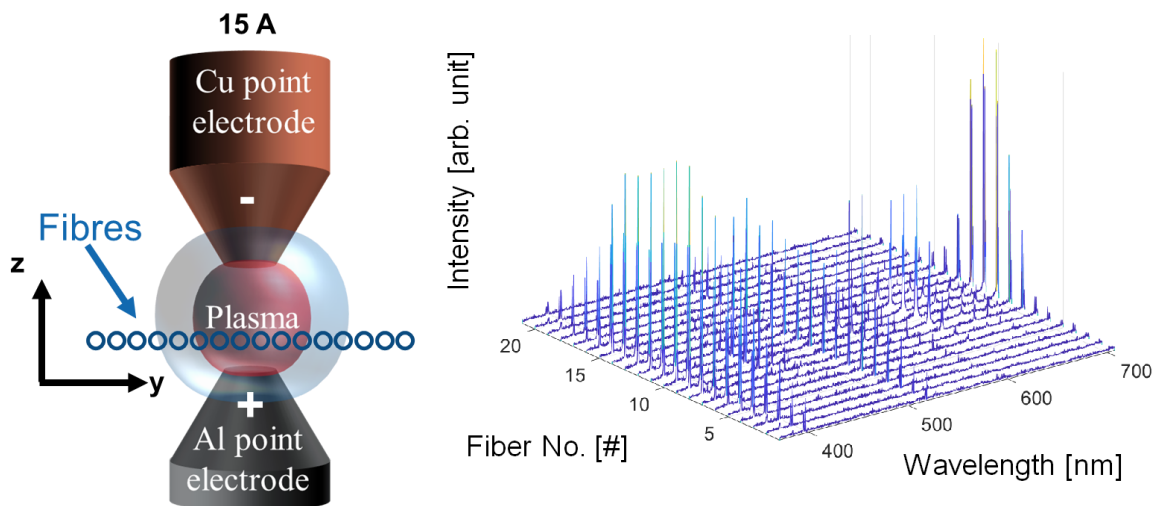 15 A
Cu point
electrode
-
Fibres
z
Plasma
y
+
Al point
electrode
Intensity [arb. unit]
20
15
10
5
Fiber No. [#]
400
500
600
700
Wavelength [nm]